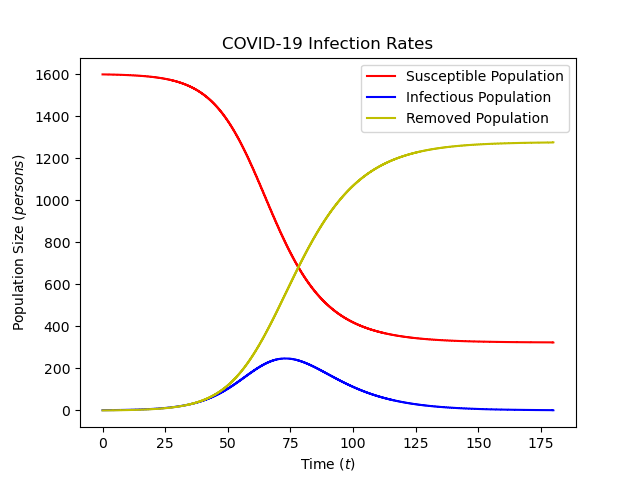 COVID-19 Infection Rates
Susceptible Population
Infectious Population
Removed Population
Population Size (persons)
1600
1400
1200
1000
800
600
400
200
0
0 25 50 75 100 125 150 175
Time (t)